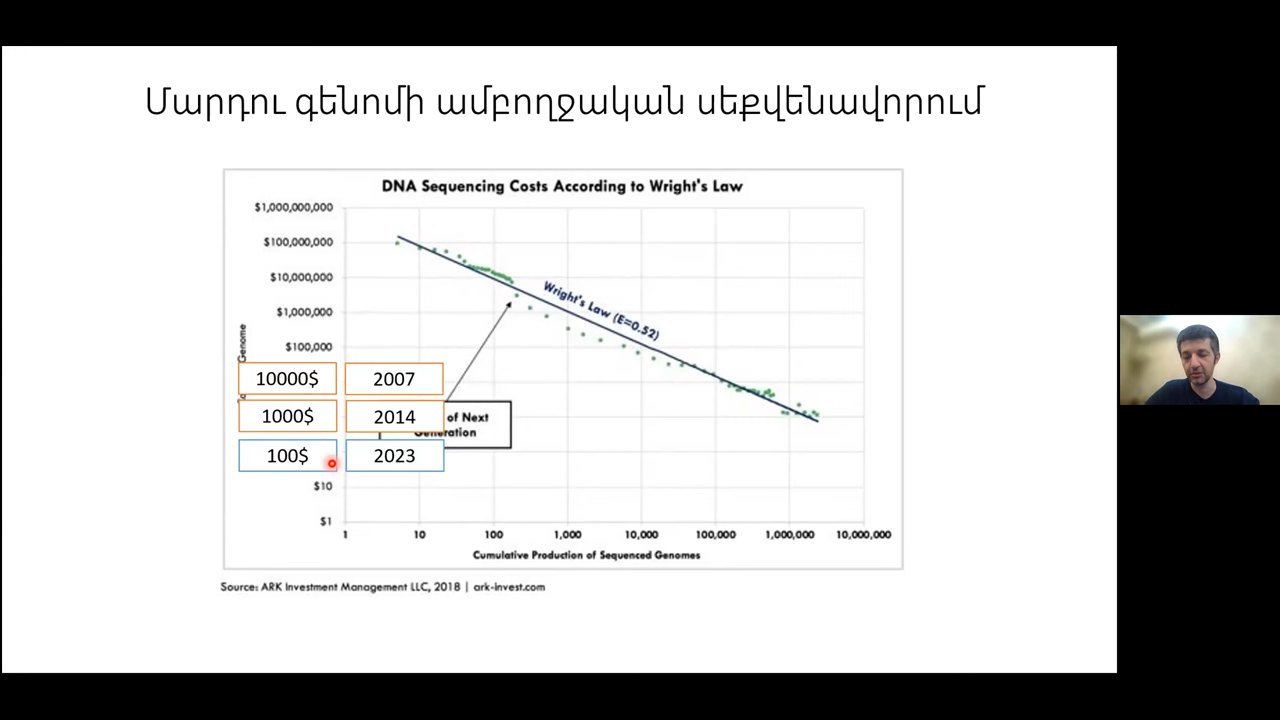 Մարդու գենոմի ամբողջական սեքվենավորում
DNA Sequencing Costs According to Wright's Law
$1,000,000,000
$100,000,000
$10,000,000
$1,000,000
$100,000
Genome
Wright's Law (E=0.52)
10000$ 2007
1000$ 2014
of Next
Generation
100$ 2023
$10
$1
1 10 100 1,000 10,000 100,000 1,000,000 10,000,000
Cumulative Production of Sequenced Genomes
Source: ARK Investment Management LLC, 2018 | ark-invest.com